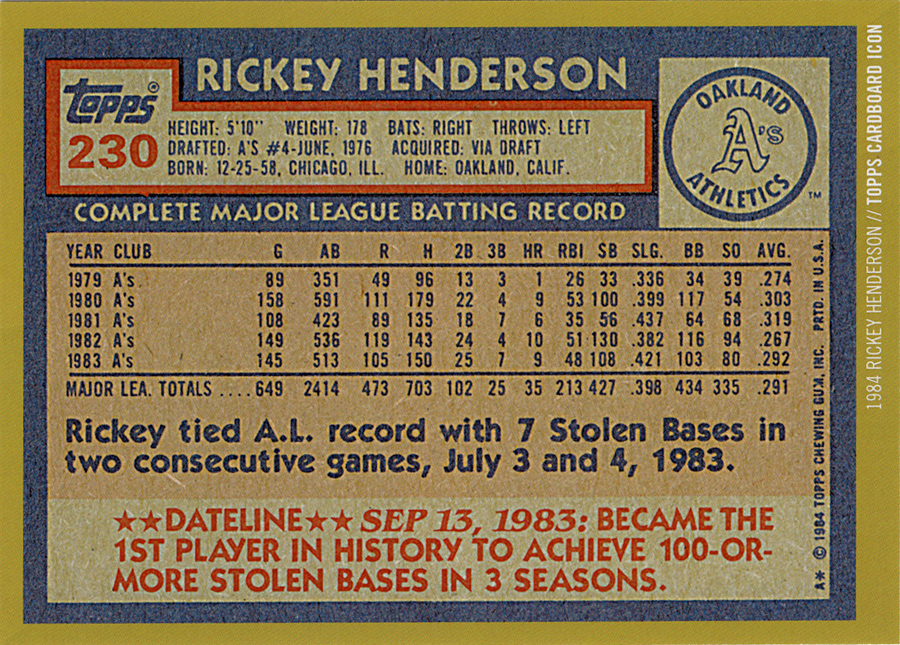 RICKEY HENDERSON
topps®
230
HEIGHT: 5'10" WEIGHT: 178 BATS: RIGHT THROWS: LEFT
DRAFTED: A'S #4-JUNE, 1976 ACQUIRED: VIA DRAFT
BORN: 12-25-58, CHICAGO, ILL. HOME: OAKLAND, CALIF.
OAKLAND
A's
ATHLETICS
™
COMPLETE MAJOR LEAGUE BATTING RECORD
YEAR CLUB G AB R H 2B 3B HR RBI SB SLG. BB SO AVG.
1979 A's 89 351 49 96 13 3 1 26 33 .336 34 39 .274
1980 A's 158 591 111 179 22 4 9 53 100 .399 117 54 .303
1981 A's 108 423 89 135 18 7 6 35 56 .437 64 68 .319
1982 A's 149 536 119 143 24 4 10 51 130 .382 116 94 .267
1983 A's 145 513 105 150 25 7 9 48 108 .421 103 80 .292
MAJOR LEA. TOTALS .... 649 2414 473 703 102 25 35 213 427 .398 434 335 .291
Rickey tied A.L. record with 7 Stolen Bases in
two consecutive games, July 3 and 4, 1983.
★★DATELINE★★ SEP 13, 1983: BECAME THE
1ST PLAYER IN HISTORY TO ACHIEVE 100-OR-
MORE STOLEN BASES IN 3 SEASONS.
A* © 1984 TOPPS CHEWING GUM, INC. PRTD. IN U.S.A.
1984 RICKEY HENDERSON // TOPPS CARDBOARD ICON